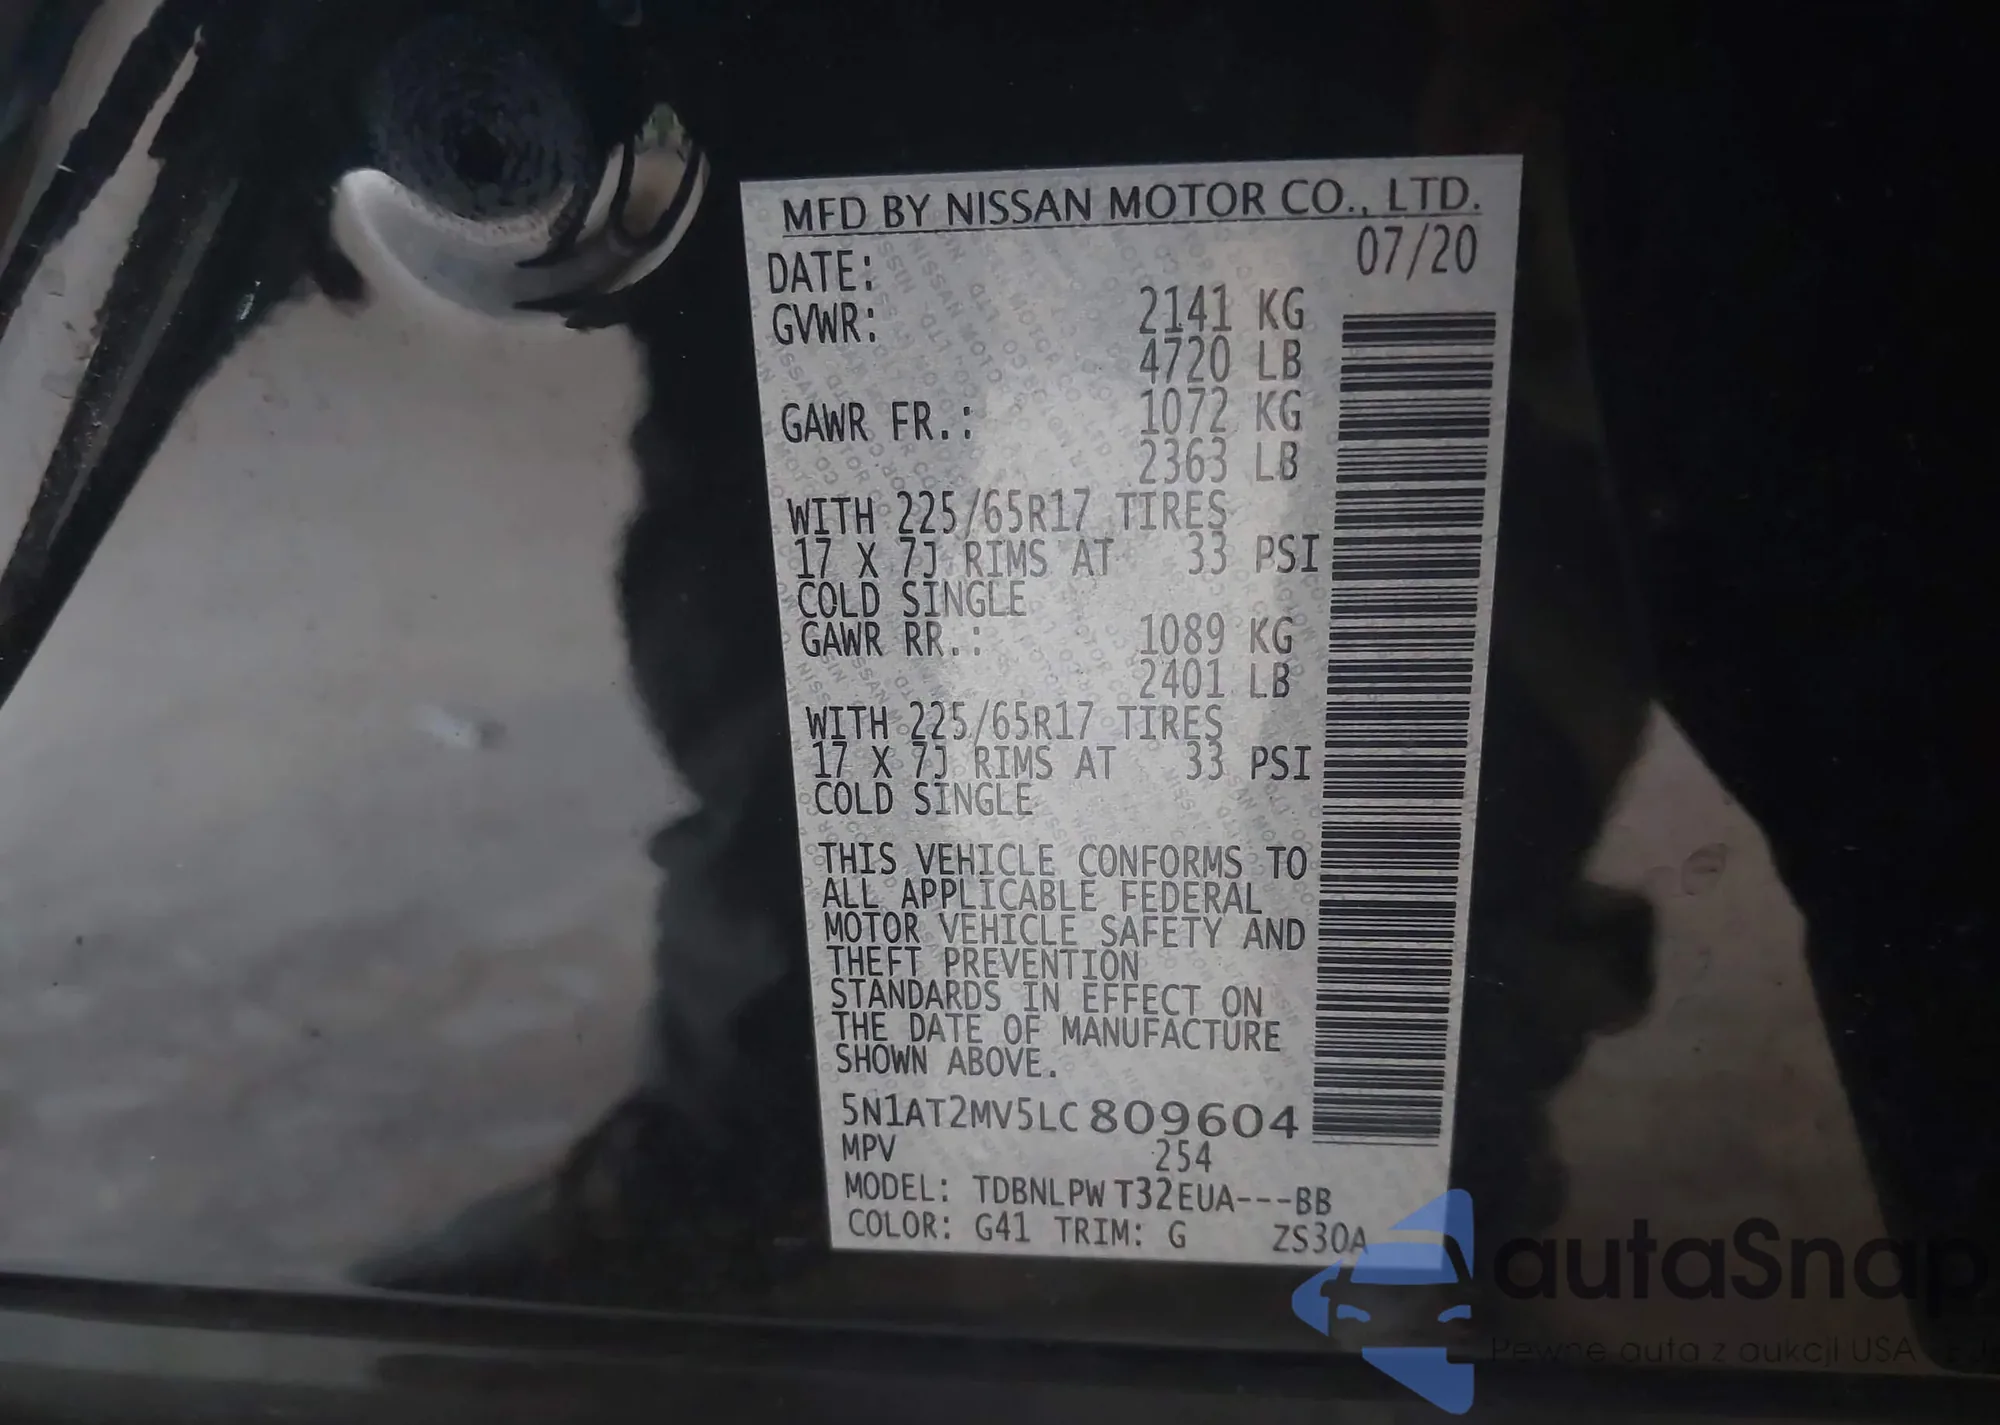 MFD BY NISSAN MOTOR CO., LTD.
DATE: 07/20
GVWR: 2141 KG
4720 LB
GAWR FR.: 1072 KG
2363 LB
WITH 225/65R17 TIRES
17 X 7J RIMS AT 33 PSI
COLD SINGLE
GAWR RR.: 1089 KG
2401 LB
WITH 225/65R17 TIRES
17 X 7J RIMS AT 33 PSI
COLD SINGLE
THIS VEHICLE CONFORMS TO
ALL APPLICABLE FEDERAL
MOTOR VEHICLE SAFETY AND
THEFT PREVENTION
STANDARDS IN EFFECT ON
THE DATE OF MANUFACTURE
SHOWN ABOVE.
5N1AT2MV5LC809604
MPV 254
MODEL: TDBNLPWT32EUA---BB
COLOR: G41 TRIM: G ZS30A
autaSnap
Pewne auta z aukcji USA